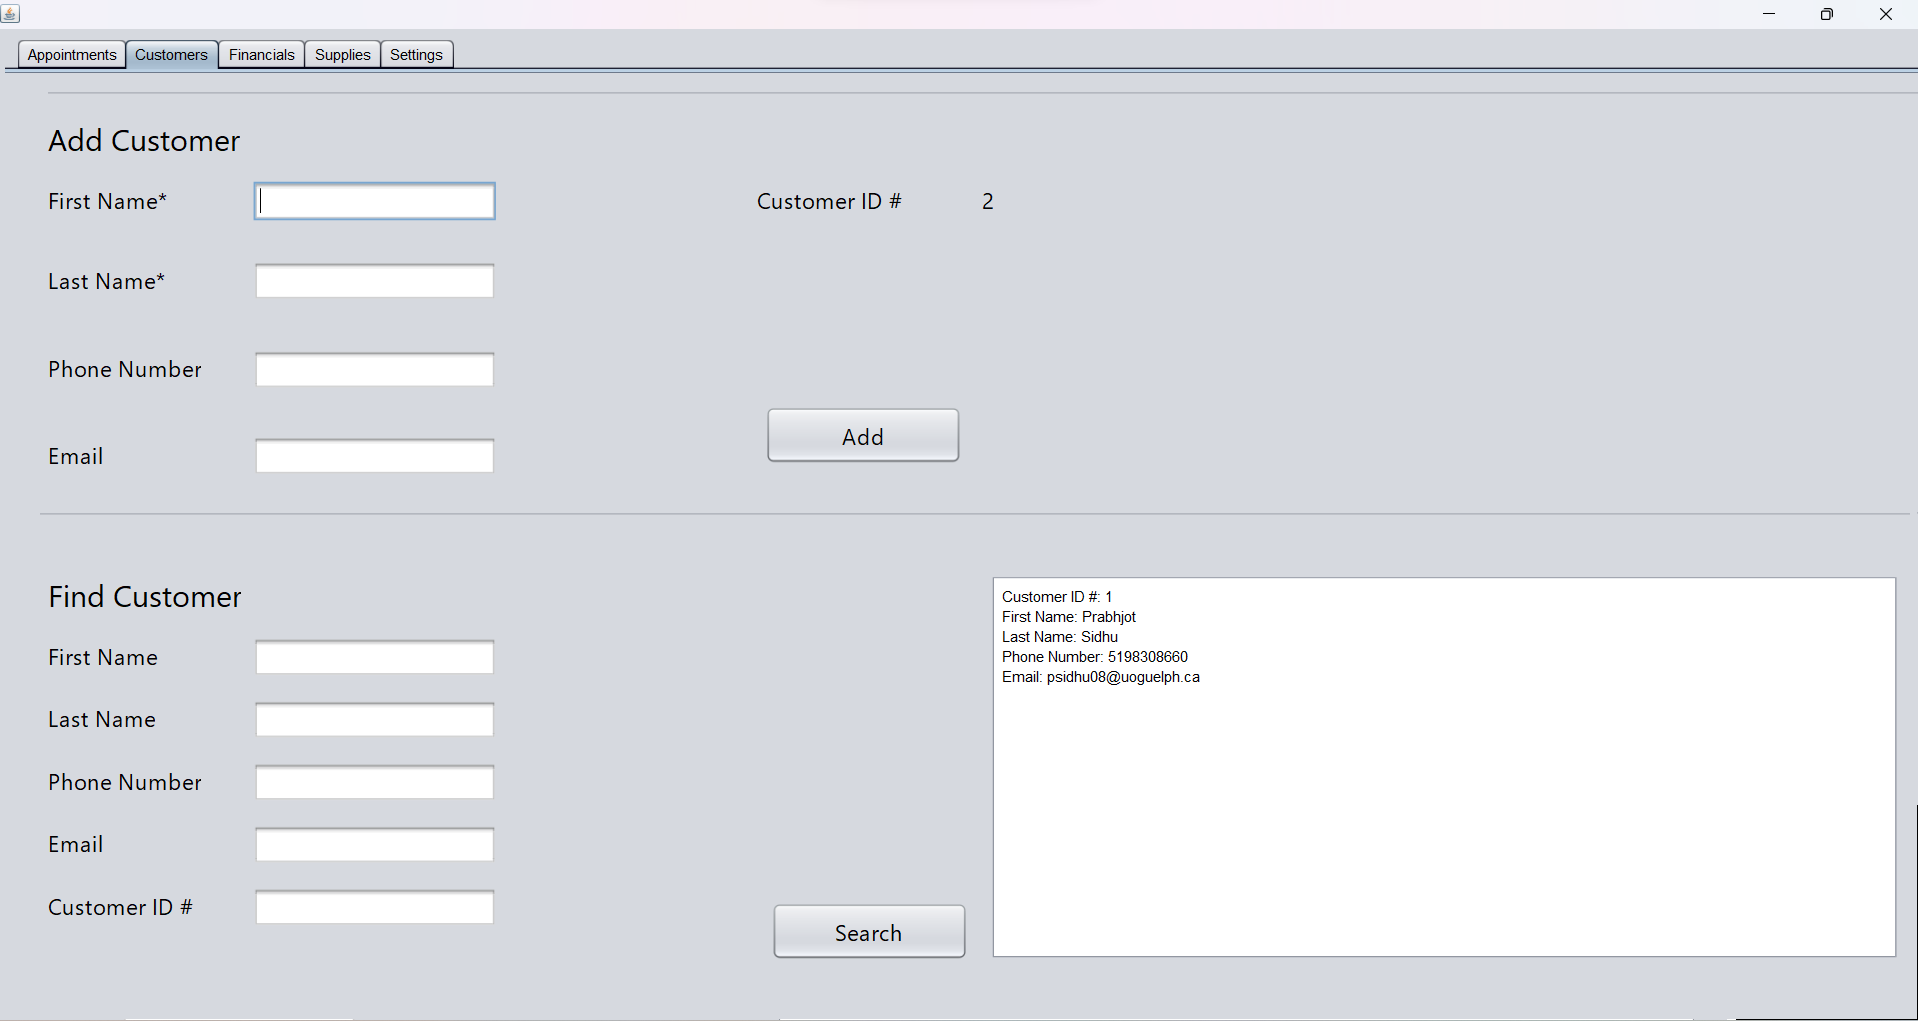 Appointments Customers Financials Supplies Settings
Add Customer
First Name* Customer ID # 2
Last Name*
Phone Number
Add
Email
Find Customer
First Name
Last Name
Phone Number
Email
Customer ID #
Search
Customer ID #: 1
First Name: Prabhjot
Last Name: Sidhu
Phone Number: 5198308660
Email: psidhu08@uoguelph.ca